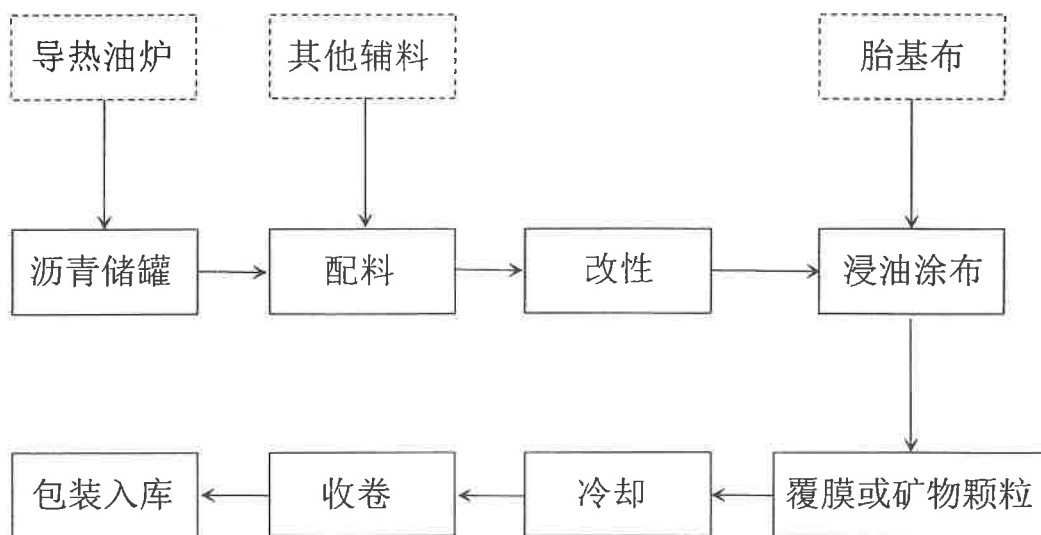 导热油炉
其他辅料
胎基布
沥青储罐
配料
改性
浸油涂布
包装入库
收卷
冷却
覆膜或矿物颗粒